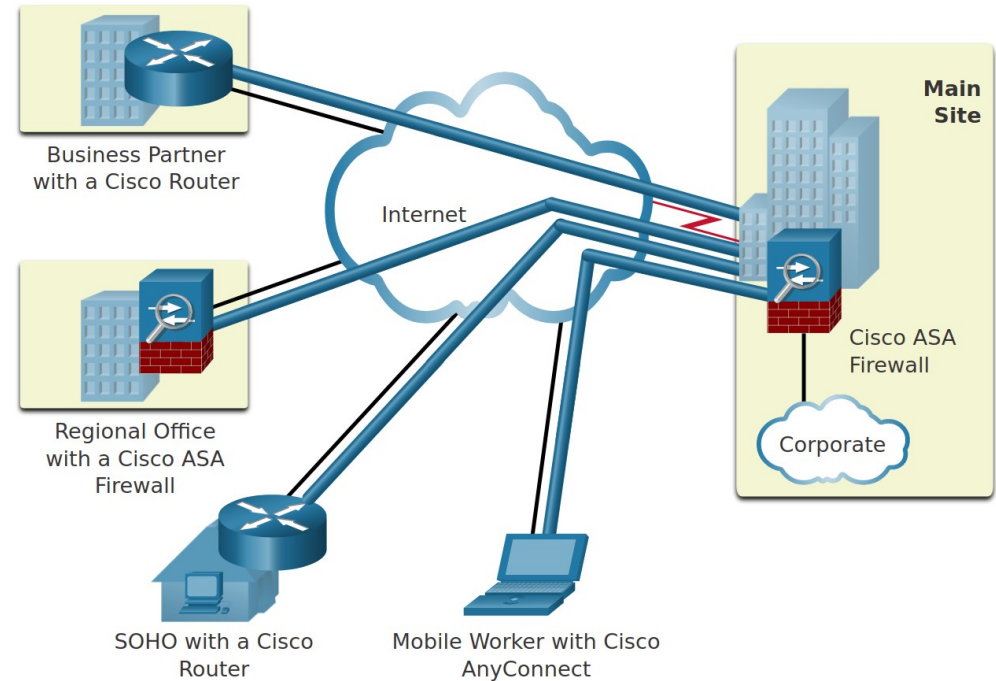 Main
Site
Business Partner
with a Cisco Router
Internet
Cisco ASA
Firewall
Regional Office
with a Cisco ASA
Firewall
Corporate
SOHO with a Cisco
Router
Mobile Worker with Cisco
AnyConnect